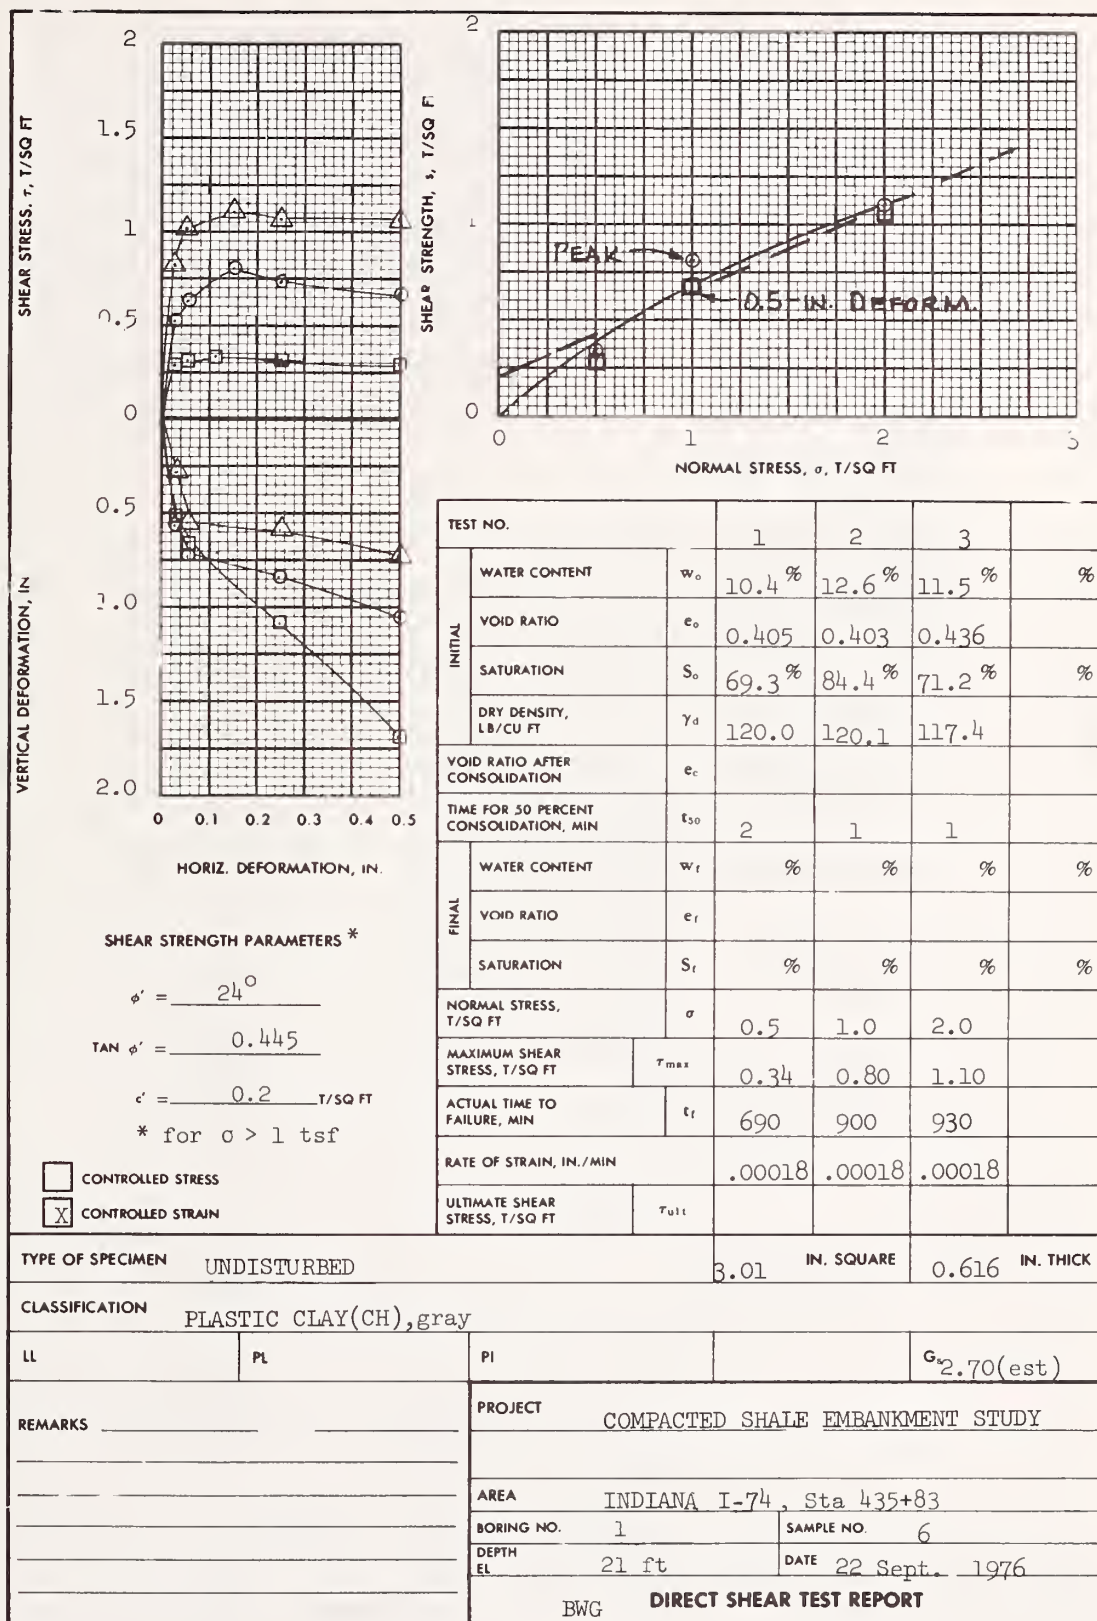 2
1.5
1
0.5
0
0.5
1.0
1.5
2.0
SHEAR STRESS, τ, T/SQ FT
VERTICAL DEFORMATION, IN
0 0.1 0.2 0.3 0.4 0.5
HORIZ. DEFORMATION, IN.
2
1
0
SHEAR STRENGTH, s, T/SQ FT
PEAK
0.5-IN. DEFORM.
0 1 2 3
NORMAL STRESS, σ, T/SQ FT
SHEAR STRENGTH PARAMETERS *
φ' = 24°
TAN φ' = 0.445
c' = 0.2 T/SQ FT
* for σ > 1 tsf
CONTROLLED STRESS
X CONTROLLED STRAIN
TEST NO. 1 2 3
INITIAL
WATER CONTENT w₀ 10.4 % 12.6 % 11.5 % %
VOID RATIO e₀ 0.405 0.403 0.436
SATURATION S₀ 69.3 % 84.4 % 71.2 % %
DRY DENSITY, LB/CU FT γd 120.0 120.1 117.4
VOID RATIO AFTER CONSOLIDATION ec
TIME FOR 50 PERCENT CONSOLIDATION, MIN t50 2 1 1
FINAL
WATER CONTENT wf % % % %
VOID RATIO ef
SATURATION Sf % % % %
NORMAL STRESS, T/SQ FT σ 0.5 1.0 2.0
MAXIMUM SHEAR STRESS, T/SQ FT τmax 0.34 0.80 1.10
ACTUAL TIME TO FAILURE, MIN tf 690 900 930
RATE OF STRAIN, IN./MIN .00018 .00018 .00018
ULTIMATE SHEAR STRESS, T/SQ FT τult
TYPE OF SPECIMEN UNDISTURBED 3.01 IN. SQUARE 0.616 IN. THICK
CLASSIFICATION PLASTIC CLAY(CH),gray
LL PL PI Gs 2.70(est)
REMARKS
PROJECT COMPACTED SHALE EMBANKMENT STUDY
AREA INDIANA I-74, Sta 435+83
BORING NO. 1 SAMPLE NO. 6
DEPTH EL 21 ft DATE 22 Sept. 1976
BWG DIRECT SHEAR TEST REPORT